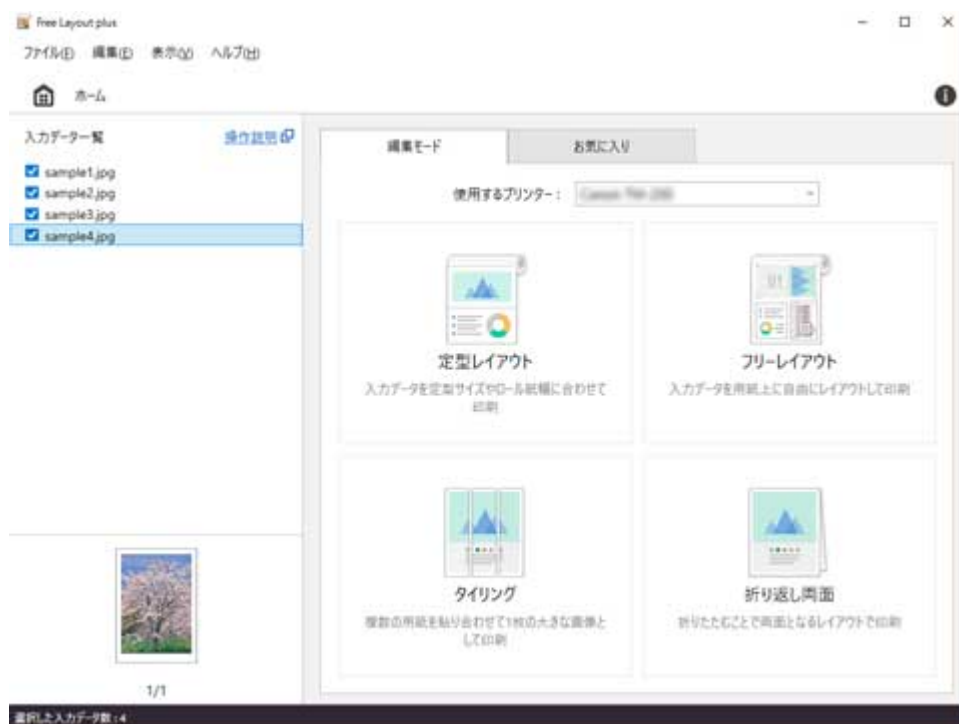 Free Layout plus
ファイル(F) 編集(E) 表示(V) ヘルプ(H)
ホーム
入力データ一覧 操作説明
sample1.jpg
sample2.jpg
sample3.jpg
sample4.jpg
1/1
編集モード お気に入り
使用するプリンター :
定型レイアウト
入力データを定型サイズやロール紙幅に合わせて
印刷
フリーレイアウト
入力データを用紙上に自由にレイアウトして印刷
タイリング
複数の用紙を貼り合わせて1枚の大きな画像と
して印刷
折り返し両面
折りたたむことで両面となるレイアウトで印刷
選択した入力データ数 : 4